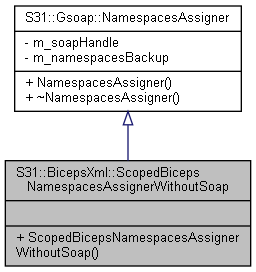 S31::Gsoap::NamespacesAssigner
- m_soapHandle
- m_namespacesBackup
+ NamespacesAssigner()
+ ~NamespacesAssigner()
S31::BicepsXml::ScopedBiceps
NamespacesAssignerWithoutSoap
+ ScopedBicepsNamespacesAssigner
WithoutSoap()